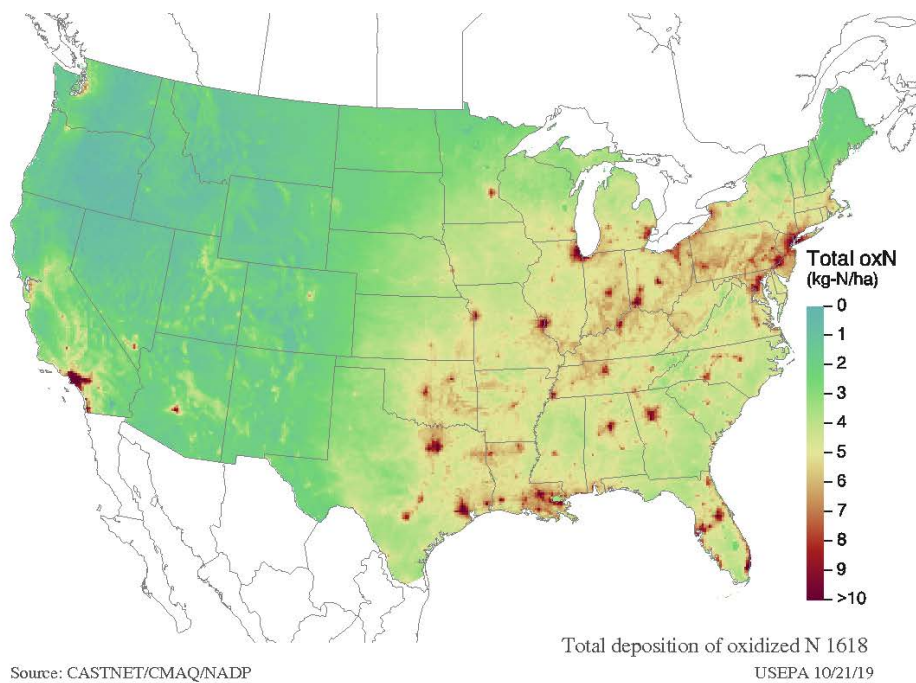 Total oxN
(kg-N/ha)
0
1
2
3
4
5
6
7
8
9
>10
Total deposition of oxidized N 1618
Source: CASTNET/CMAQ/NADP
USEPA 10/21/19